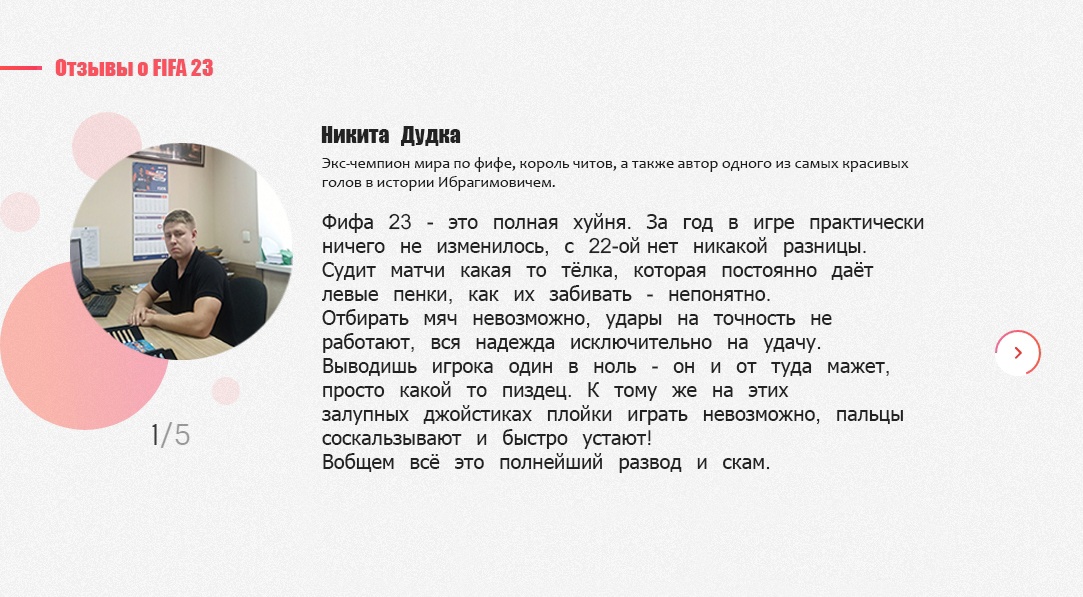 Отзывы о FIFA 23
Никита Дудка
Экс-чемпион мира по фифе, король читов, а также автор одного из самых красивых
голов в истории Ибрагимовичем.
Фифа 23 - это полная хуйня. За год в игре практически
ничего не изменилось, с 22-ой нет никакой разницы.
Судит матчи какая то тёлка, которая постоянно даёт
левые пенки, как их забивать - непонятно.
Отбирать мяч невозможно, удары на точность не
работают, вся надежда исключительно на удачу.
Выводишь игрока один в ноль - он и от туда мажет,
просто какой то пиздец. К тому же на этих
залупных джойстиках плойки играть невозможно, пальцы
соскальзывают и быстро устают!
Вобщем всё это полнейший развод и скам.
1/5